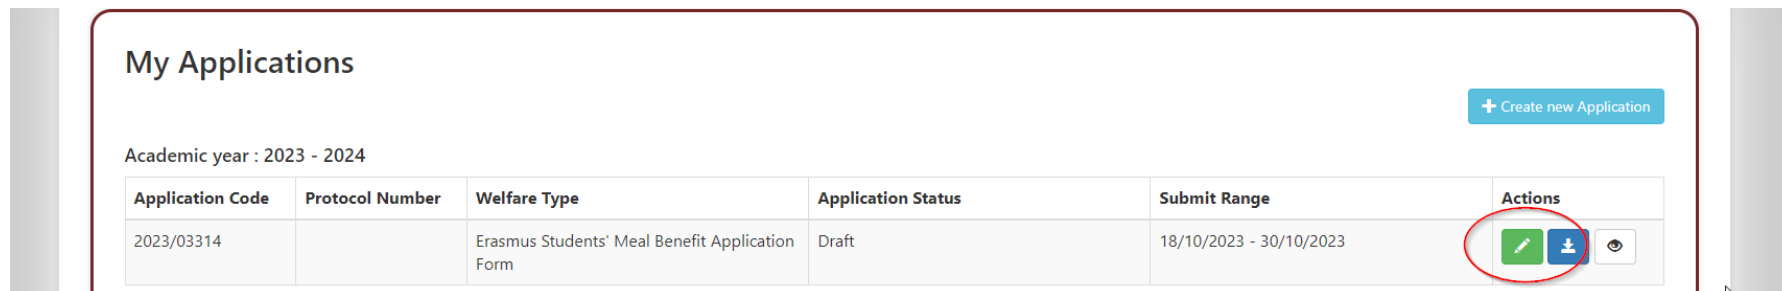 My Applications
Create new Application
Academic year : 2023 - 2024
Application Code Protocol Number Welfare Type Application Status Submit Range Actions
2023/03314 Erasmus Students' Meal Benefit Application Draft 18/10/2023 - 30/10/2023
Form